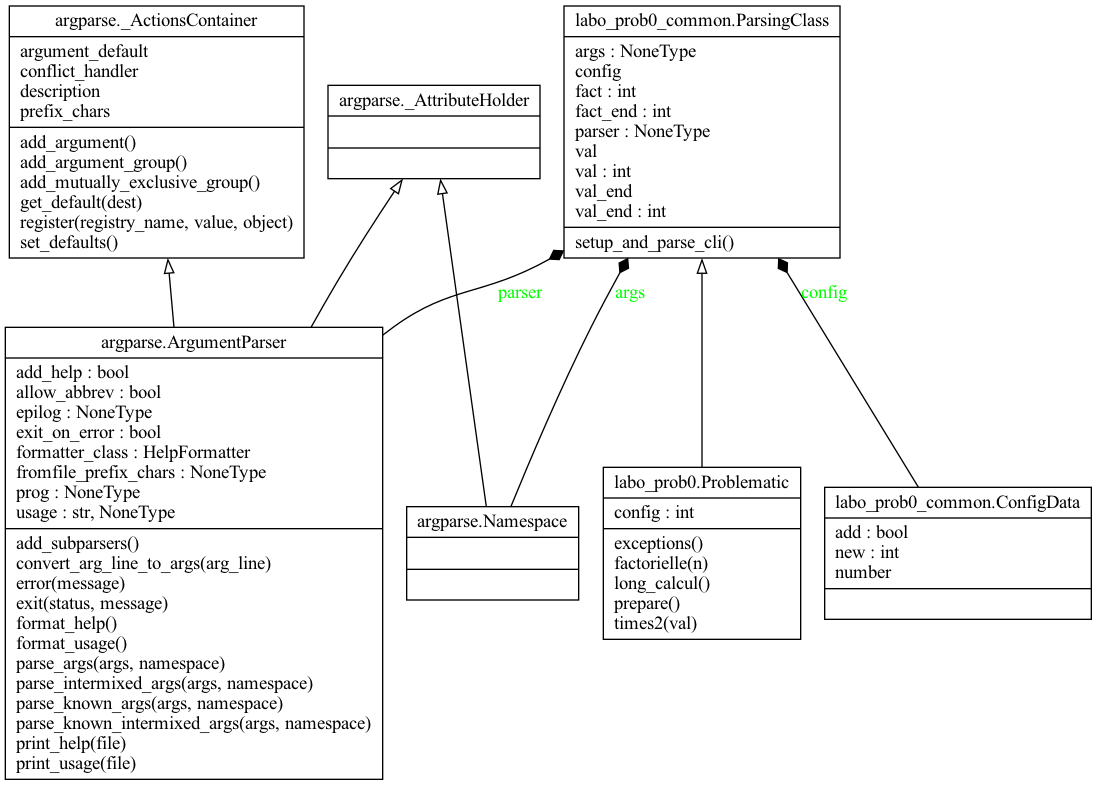 argparse._ActionsContainer
argument_default
conflict_handler
description
prefix_chars
add_argument()
add_argument_group()
add_mutually_exclusive_group()
get_default(dest)
register(registry_name, value, object)
set_defaults()
argparse._AttributeHolder
labo_prob0_common.ParsingClass
args : NoneType
config
fact : int
fact_end : int
parser : NoneType
val
val : int
val_end
val_end : int
setup_and_parse_cli()
parser
args
config
argparse.ArgumentParser
add_help : bool
allow_abbrev : bool
epilog : NoneType
exit_on_error : bool
formatter_class : HelpFormatter
fromfile_prefix_chars : NoneType
prog : NoneType
usage : str, NoneType
add_subparsers()
convert_arg_line_to_args(arg_line)
error(message)
exit(status, message)
format_help()
format_usage()
parse_args(args, namespace)
parse_intermixed_args(args, namespace)
parse_known_args(args, namespace)
parse_known_intermixed_args(args, namespace)
print_help(file)
print_usage(file)
argparse.Namespace
labo_prob0.Problematic
config : int
exceptions()
factorielle(n)
long_calcul()
prepare()
times2(val)
labo_prob0_common.ConfigData
add : bool
new : int
number